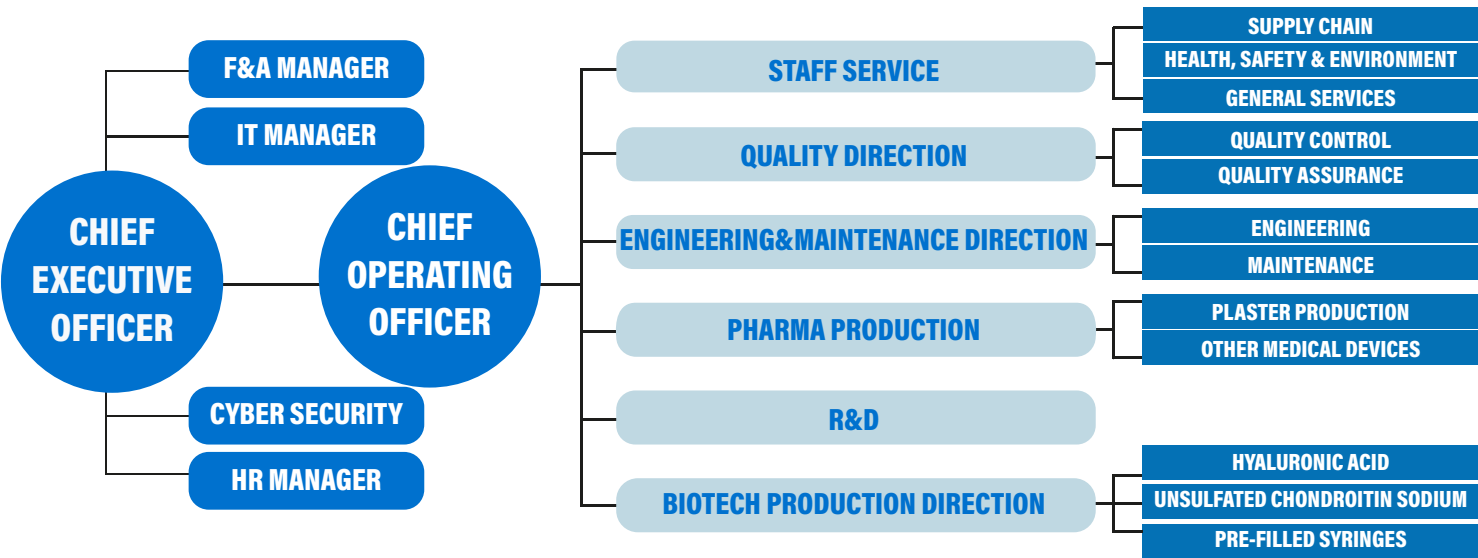 F&A MANAGER
IT MANAGER
CHIEF
EXECUTIVE
OFFICER
CHIEF
OPERATING
OFFICER
CYBER SECURITY
HR MANAGER
STAFF SERVICE
QUALITY DIRECTION
ENGINEERING&MAINTENANCE DIRECTION
PHARMA PRODUCTION
R&D
BIOTECH PRODUCTION DIRECTION
SUPPLY CHAIN
HEALTH, SAFETY & ENVIRONMENT
GENERAL SERVICES
QUALITY CONTROL
QUALITY ASSURANCE
ENGINEERING
MAINTENANCE
PLASTER PRODUCTION
OTHER MEDICAL DEVICES
HYALURONIC ACID
UNSULFATED CHONDROITIN SODIUM
PRE-FILLED SYRINGES